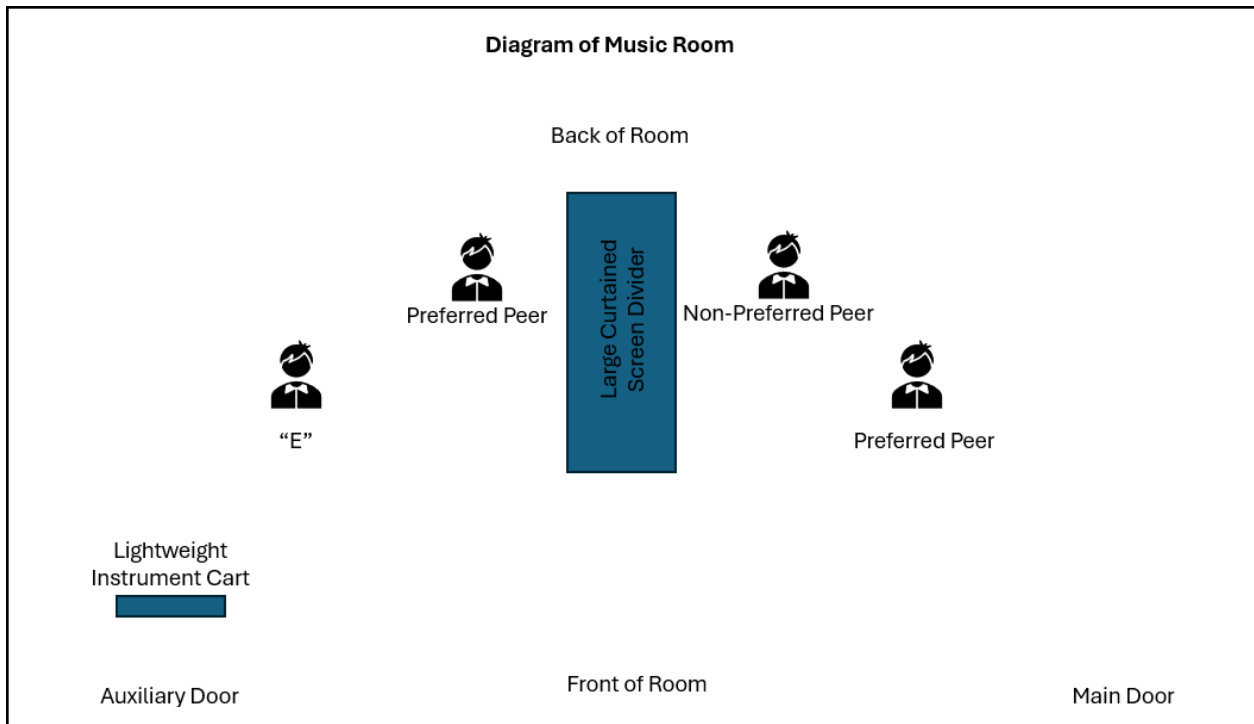 Diagram of Music Room
Back of Room
Large Curtained
Screen Divider
Preferred Peer
Non-Preferred Peer
“E”
Preferred Peer
Lightweight
Instrument Cart
Auxiliary Door
Front of Room
Main Door